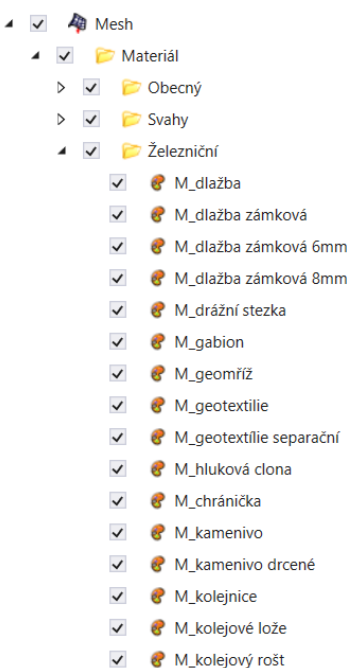 Mesh
Materiál
Obecný
Svahy
Železniční
M_dlažba
M_dlažba zámková
M_dlažba zámková 6mm
M_dlažba zámková 8mm
M_drážní stezka
M_gabion
M_geomříž
M_geotextilie
M_geotextílie separační
M_hluková clona
M_chránička
M_kamenivo
M_kamenivo drcené
M_kolejnice
M_kolejové lože
M_kolejový rošt